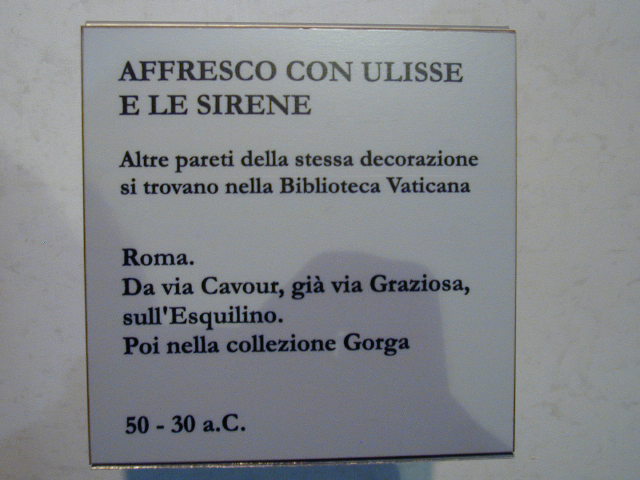 AFFRESCO CON ULISSE
E LE SIRENE
Altre pareti della stessa decorazione
si trovano nella Biblioteca Vaticana
Roma.
Da via Cavour, già via Graziosa,
sull'Esquilino.
Poi nella collezione Gorga
50 - 30 a.C.